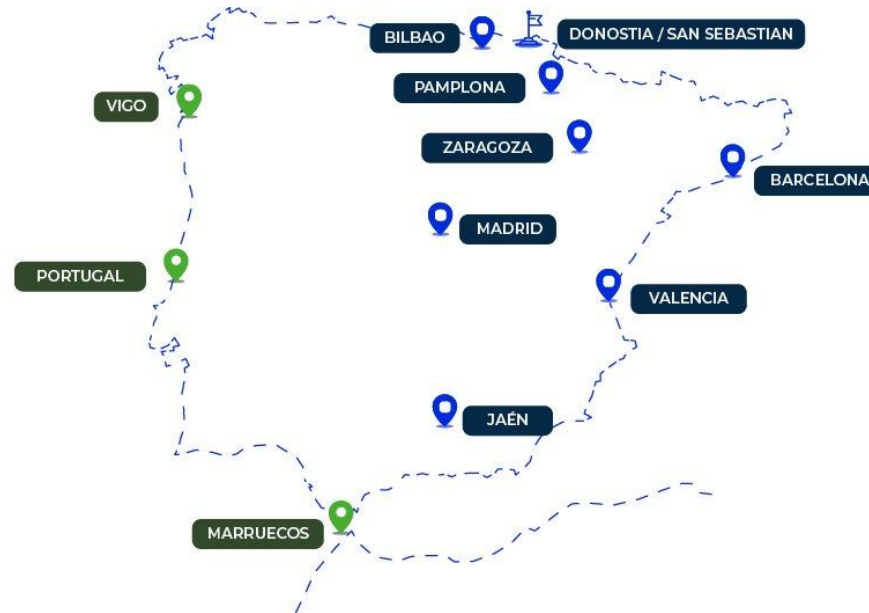 BILBAO
DONOSTIA / SAN SEBASTIAN
PAMPLONA
VIGO
ZARAGOZA
BARCELONA
MADRID
PORTUGAL
VALENCIA
JAÉN
MARRUECOS